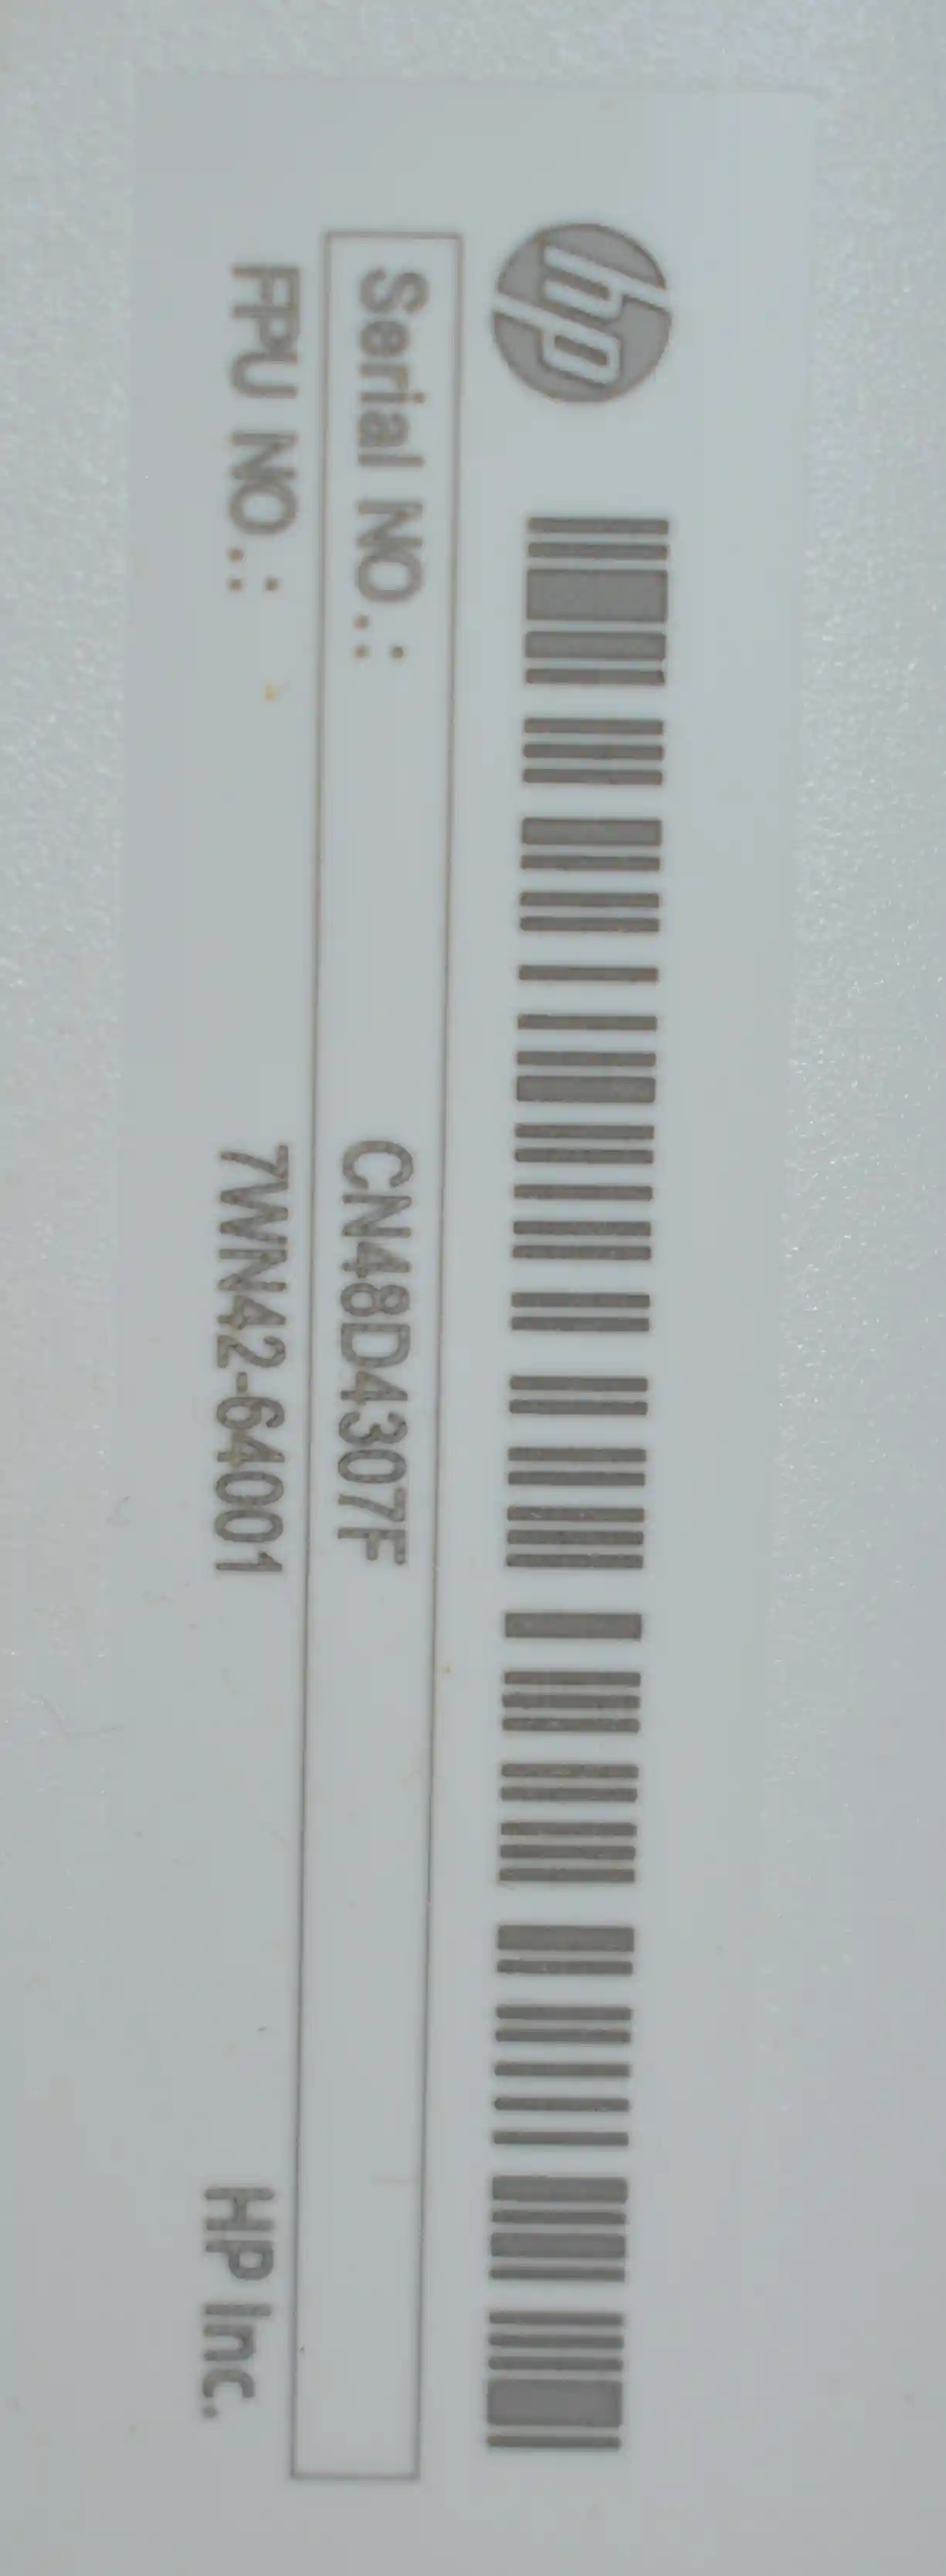 hp
Serial NO.: CN48D4307F
FPU NO.: 7WN42-64001
HP Inc.